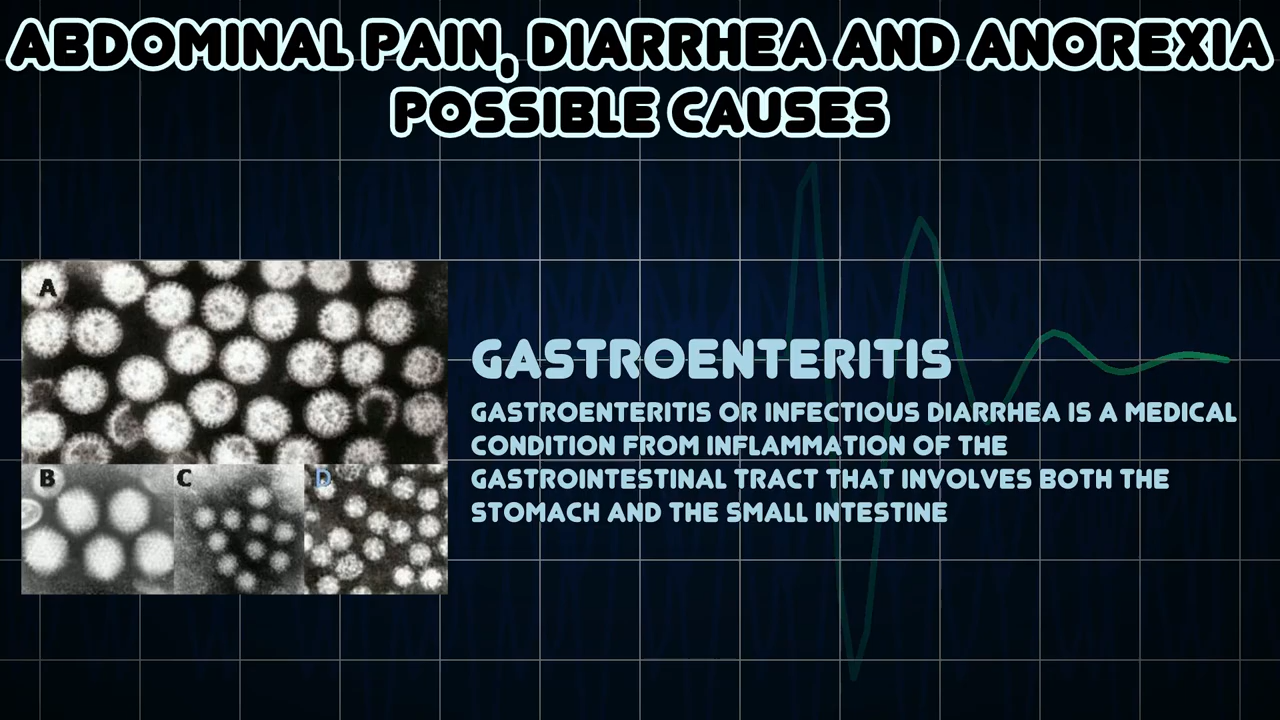 ABDOMINAL PAIN, DIARRHEA AND ANOREXIA
POSSIBLE CAUSES
A
B
C
D
GASTROENTERITIS
GASTROENTERITIS OR INFECTIOUS DIARRHEA IS A MEDICAL
CONDITION FROM INFLAMMATION OF THE
GASTROINTESTINAL TRACT THAT INVOLVES BOTH THE
STOMACH AND THE SMALL INTESTINE